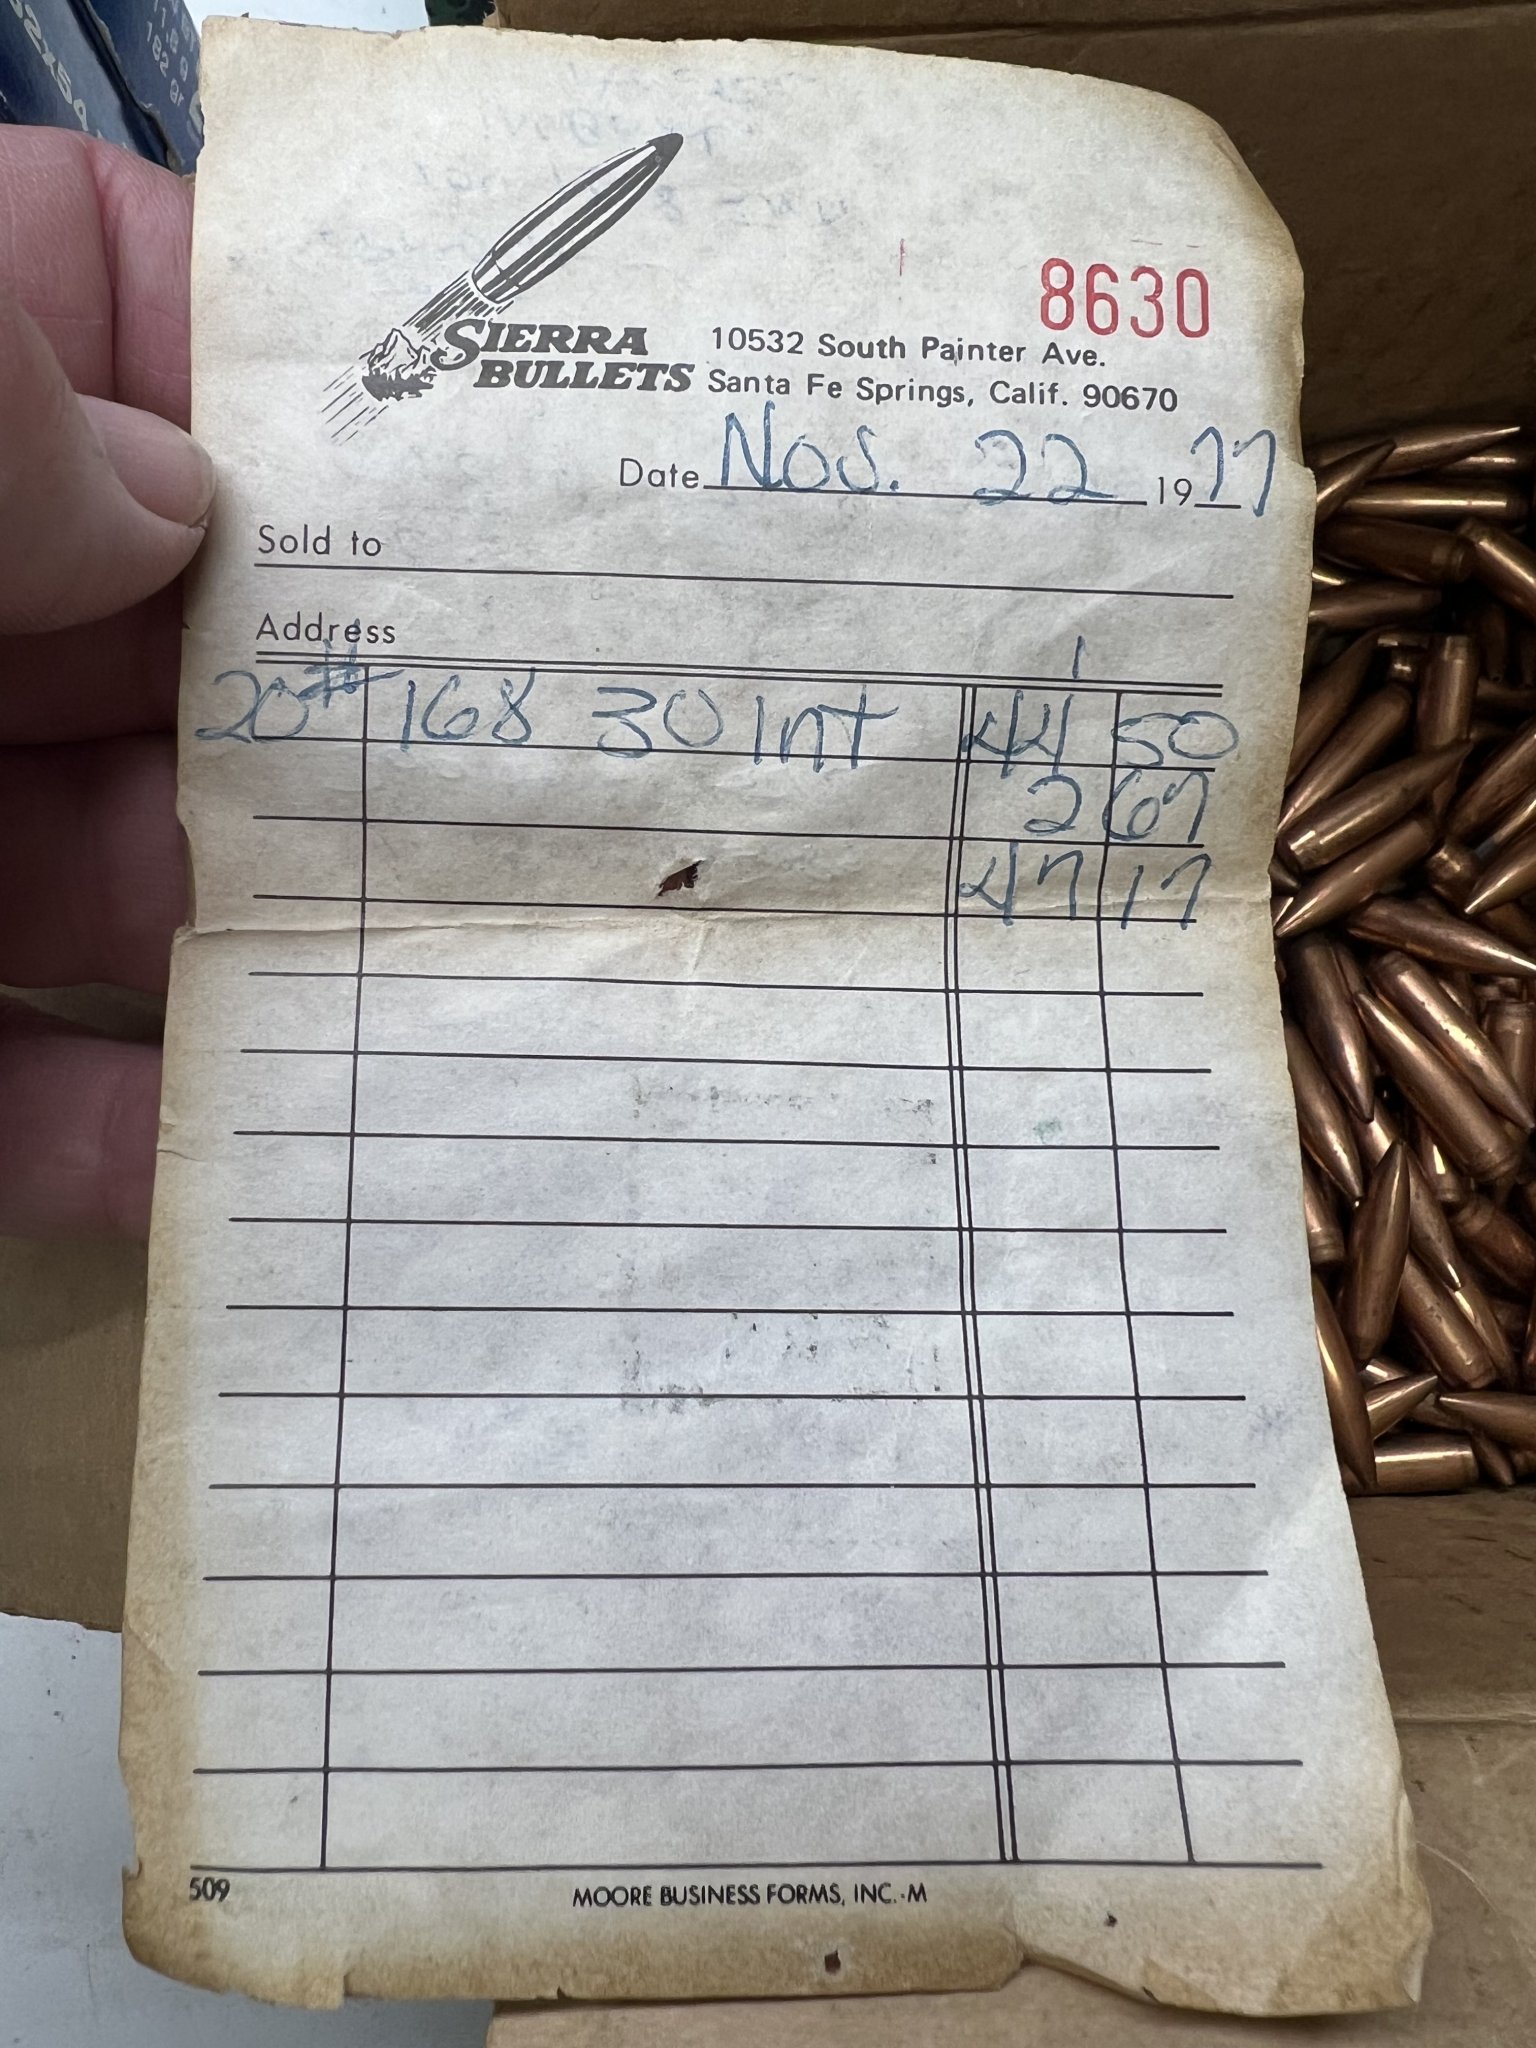 8630
SIERRA
BULLETS
10532 South Painter Ave.
Santa Fe Springs, Calif. 90670
Date Nov. 22 1977
Sold to
Address
20# 168 30 Int 44 50
2 67
47 17
509 MOORE BUSINESS FORMS, INC.-M